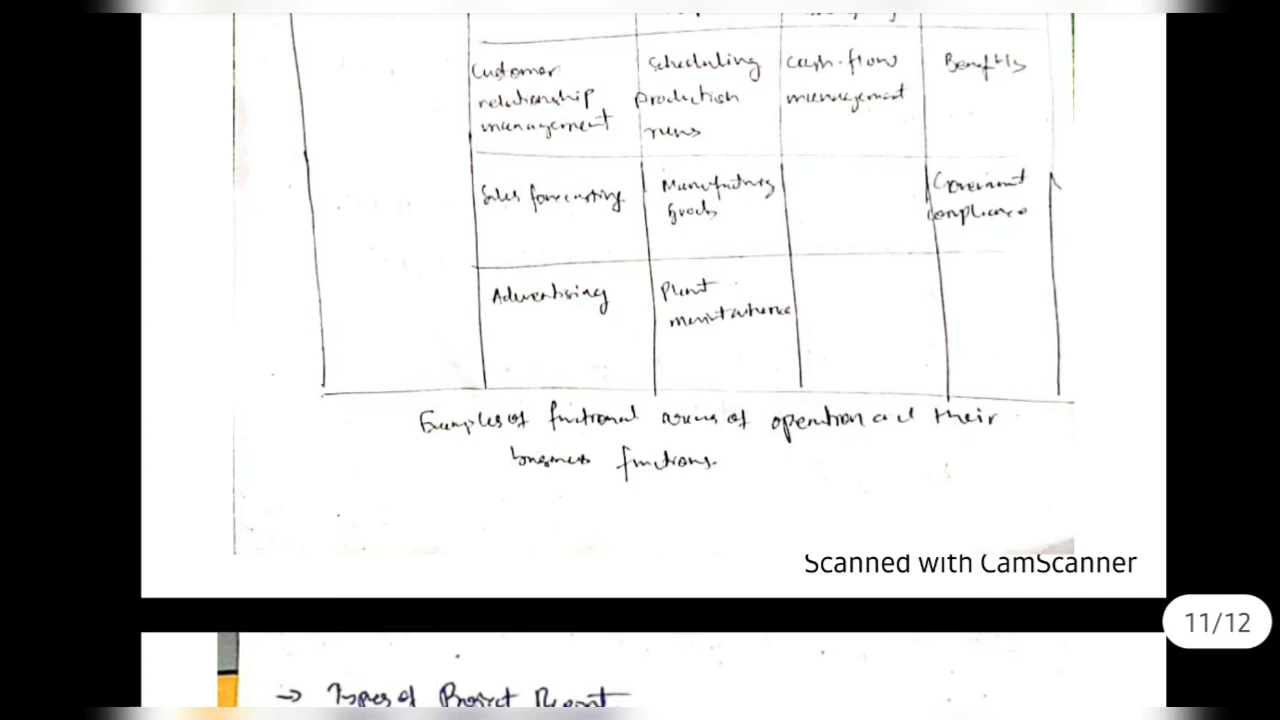 Customer
relationship
management
Scheduling
production
runs
Cash-flow
management
Benefits
Sales forecasting
Manufacturing
goods
compliance
Advertising
Plant
maintenance
Examples of functional areas of operation and their
business functions.
Scanned with CamScanner
11/12
→ Types of Project Report